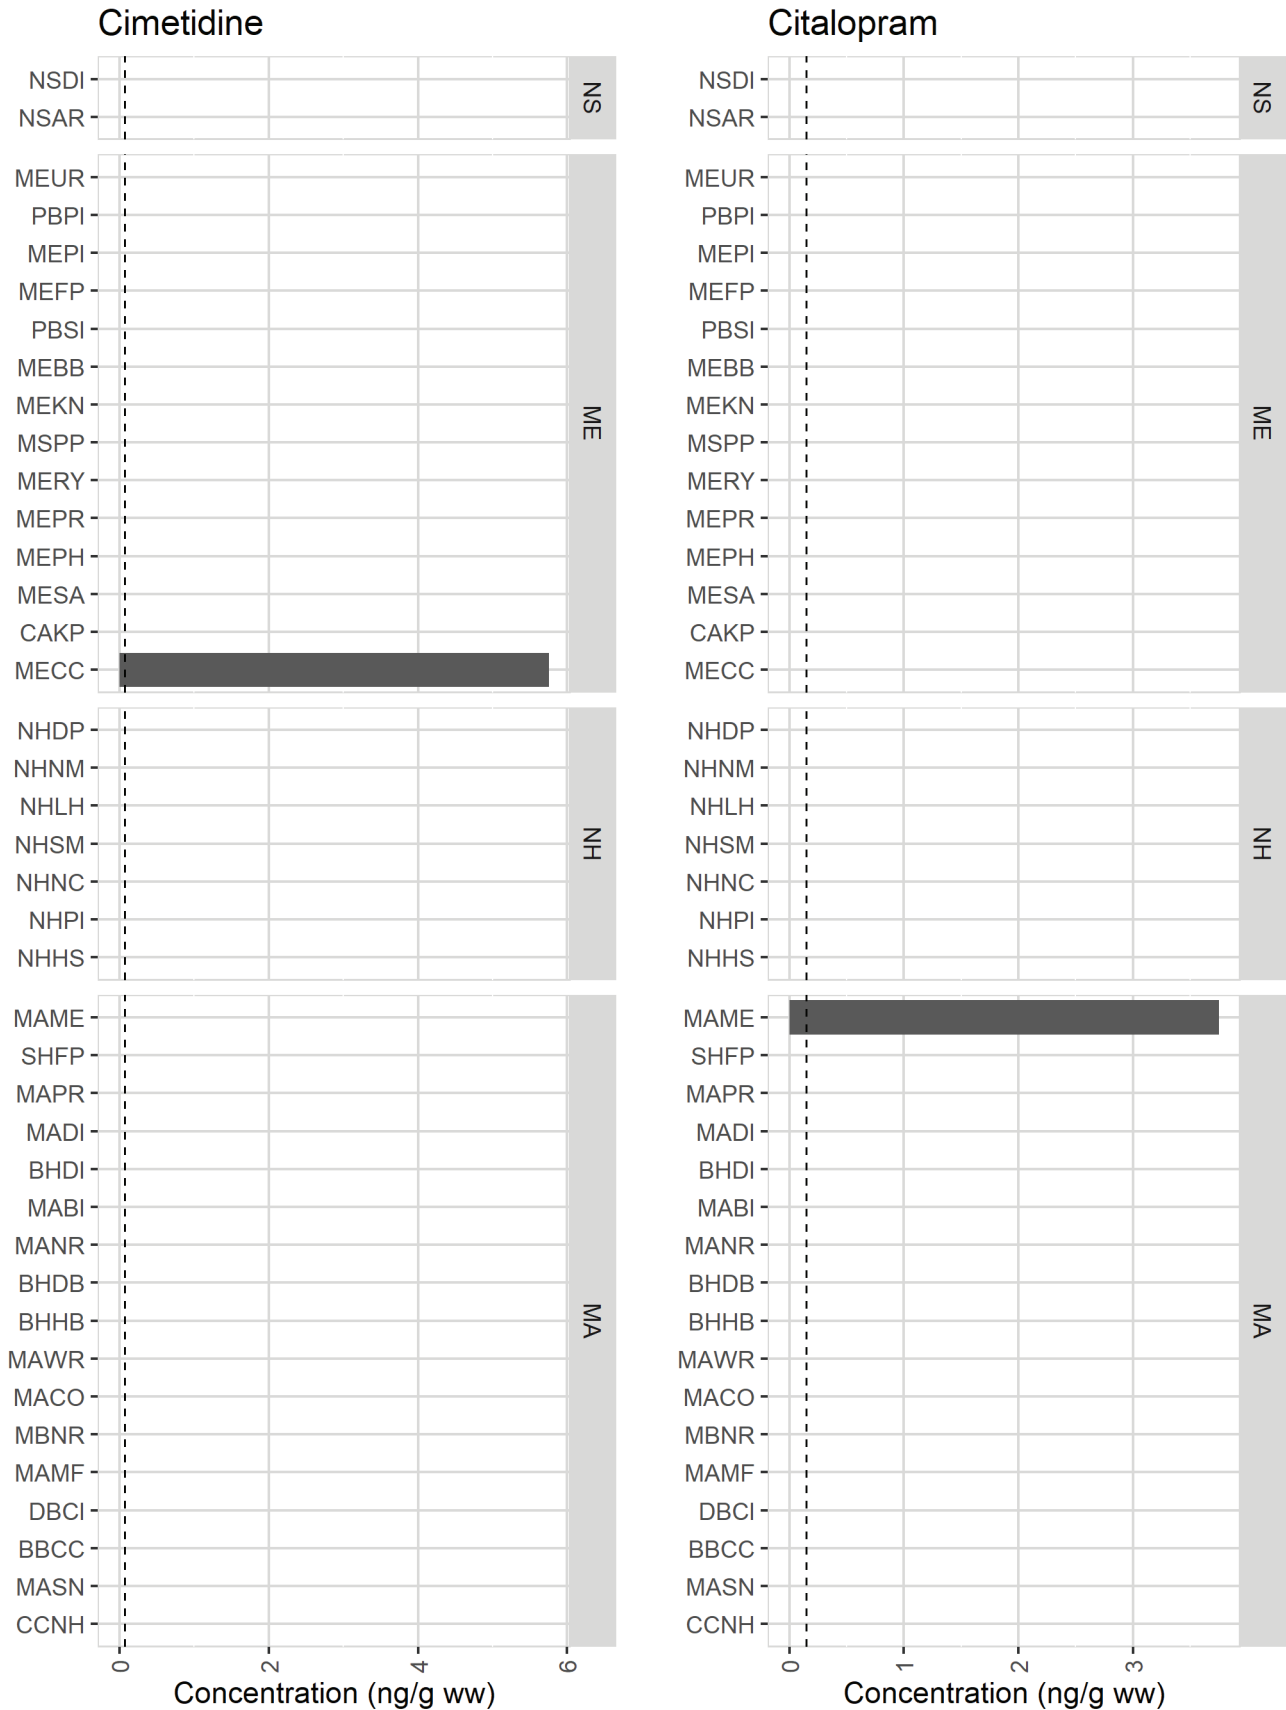 Cimetidine
NSDI
NSAR
NS
MEUR
PBPI
MEPI
MEFP
PBSI
MEBB
MEKN
MSPP
MERY
MEPR
MEPH
MESA
CAKP
MECC
ME
NHDP
NHNM
NHLH
NHSM
NHNC
NHPI
NHHS
NH
MAME
SHFP
MAPR
MADI
BHDI
MABI
MANR
BHDB
BHHB
MAWR
MACO
MBNR
MAMF
DBCI
BBCC
MASN
CCNH
MA
0 2 4 6
Concentration (ng/g ww)
Citalopram
NSDI
NSAR
NS
MEUR
PBPI
MEPI
MEFP
PBSI
MEBB
MEKN
MSPP
MERY
MEPR
MEPH
MESA
CAKP
MECC
ME
NHDP
NHNM
NHLH
NHSM
NHNC
NHPI
NHHS
NH
MAME
SHFP
MAPR
MADI
BHDI
MABI
MANR
BHDB
BHHB
MAWR
MACO
MBNR
MAMF
DBCI
BBCC
MASN
CCNH
MA
0 1 2 3
Concentration (ng/g ww)